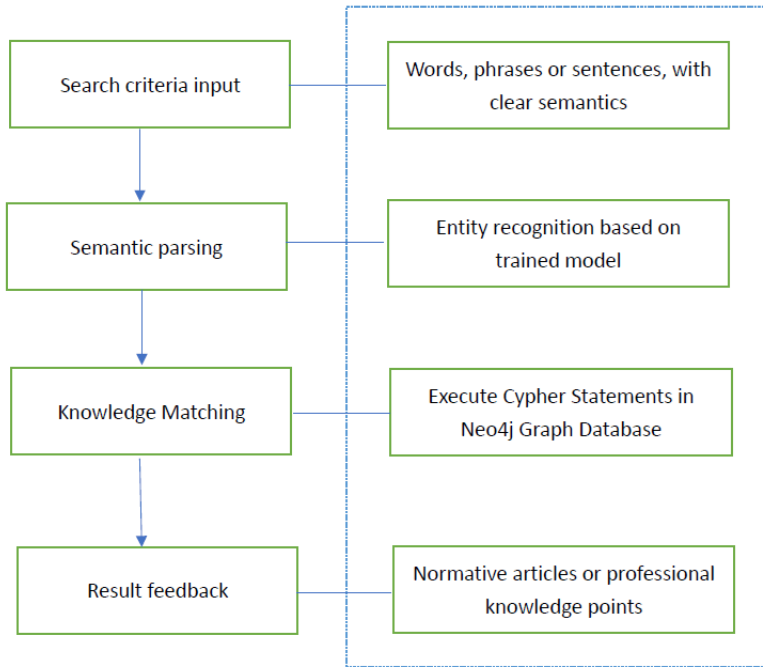 Search criteria input
Words, phrases or sentences, with
clear semantics
Semantic parsing
Entity recognition based on
trained model
Knowledge Matching
Execute Cypher Statements in
Neo4j Graph Database
Result feedback
Normative articles or professional
knowledge points